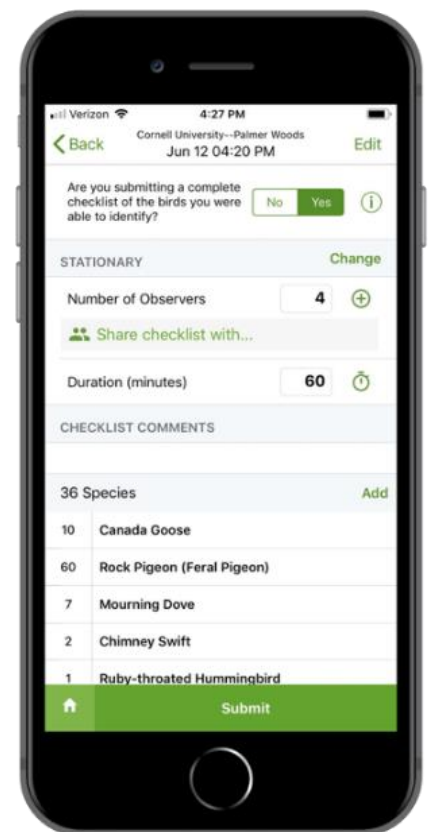 Verizon 4:27 PM
Cornell University--Palmer Woods
Back Jun 12 04:20 PM Edit
Are you submitting a complete
checklist of the birds you were
able to identify?
No Yes
STATIONARY Change
Number of Observers 4
Share checklist with...
Duration (minutes) 60
CHECKLIST COMMENTS
36 Species Add
10 Canada Goose
60 Rock Pigeon (Feral Pigeon)
7 Mourning Dove
2 Chimney Swift
1 Ruby-throated Hummingbird
Submit